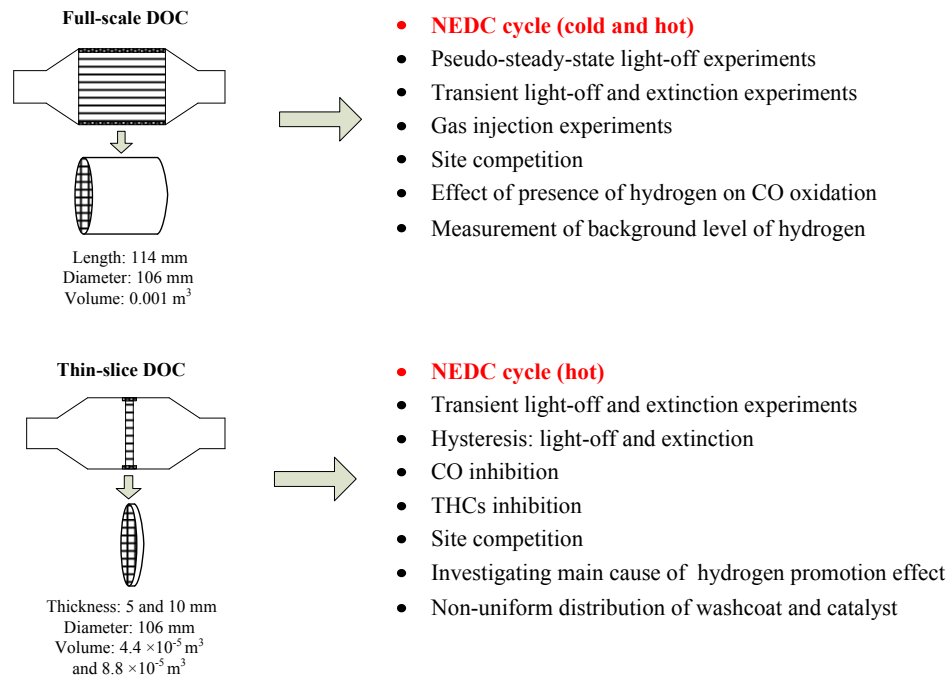 Full-scale DOC
Length: 114 mm
Diameter: 106 mm
Volume: 0.001 m³
• NEDC cycle (cold and hot)
• Pseudo-steady-state light-off experiments
• Transient light-off and extinction experiments
• Gas injection experiments
• Site competition
• Effect of presence of hydrogen on CO oxidation
• Measurement of background level of hydrogen
Thin-slice DOC
Thickness: 5 and 10 mm
Diameter: 106 mm
Volume: 4.4 ×10⁻⁵ m³
and 8.8 ×10⁻⁵ m³
• NEDC cycle (hot)
• Transient light-off and extinction experiments
• Hysteresis: light-off and extinction
• CO inhibition
• THCs inhibition
• Site competition
• Investigating main cause of hydrogen promotion effect
• Non-uniform distribution of washcoat and catalyst